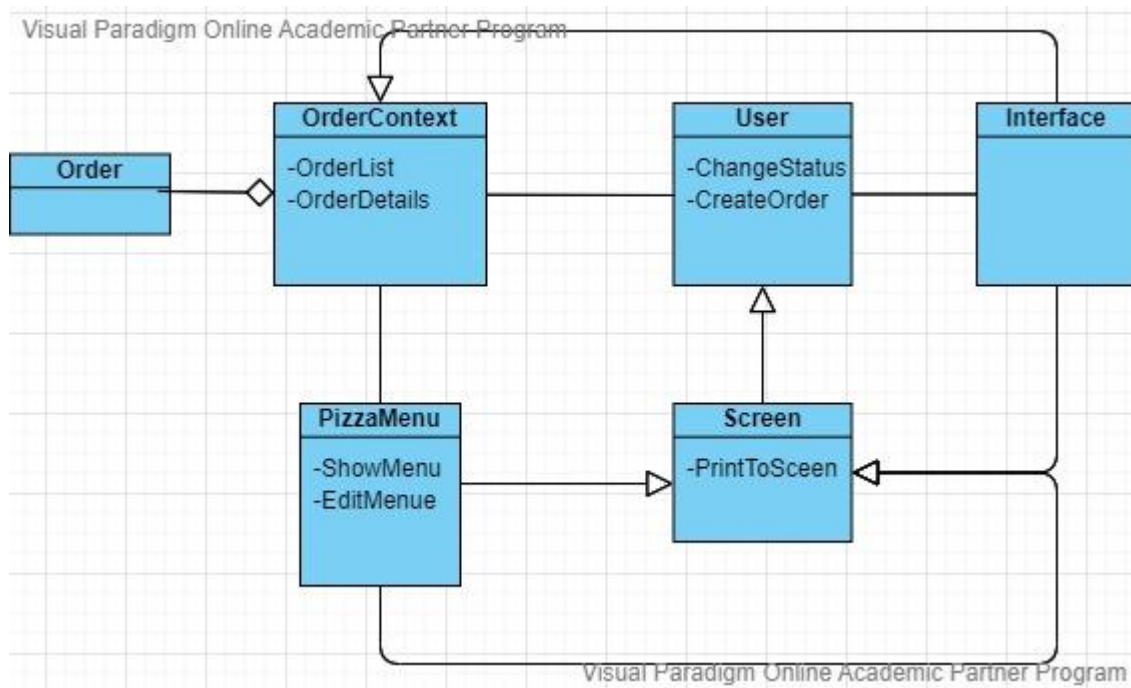 Visual Paradigm Online Academic Partner Program
OrderContext
-OrderList
-OrderDetails
User
-ChangeStatus
-CreateOrder
Interface
Order
PizzaMenu
-ShowMenu
-EditMenue
Screen
-PrintToSceen
Visual Paradigm Online Academic Partner Program